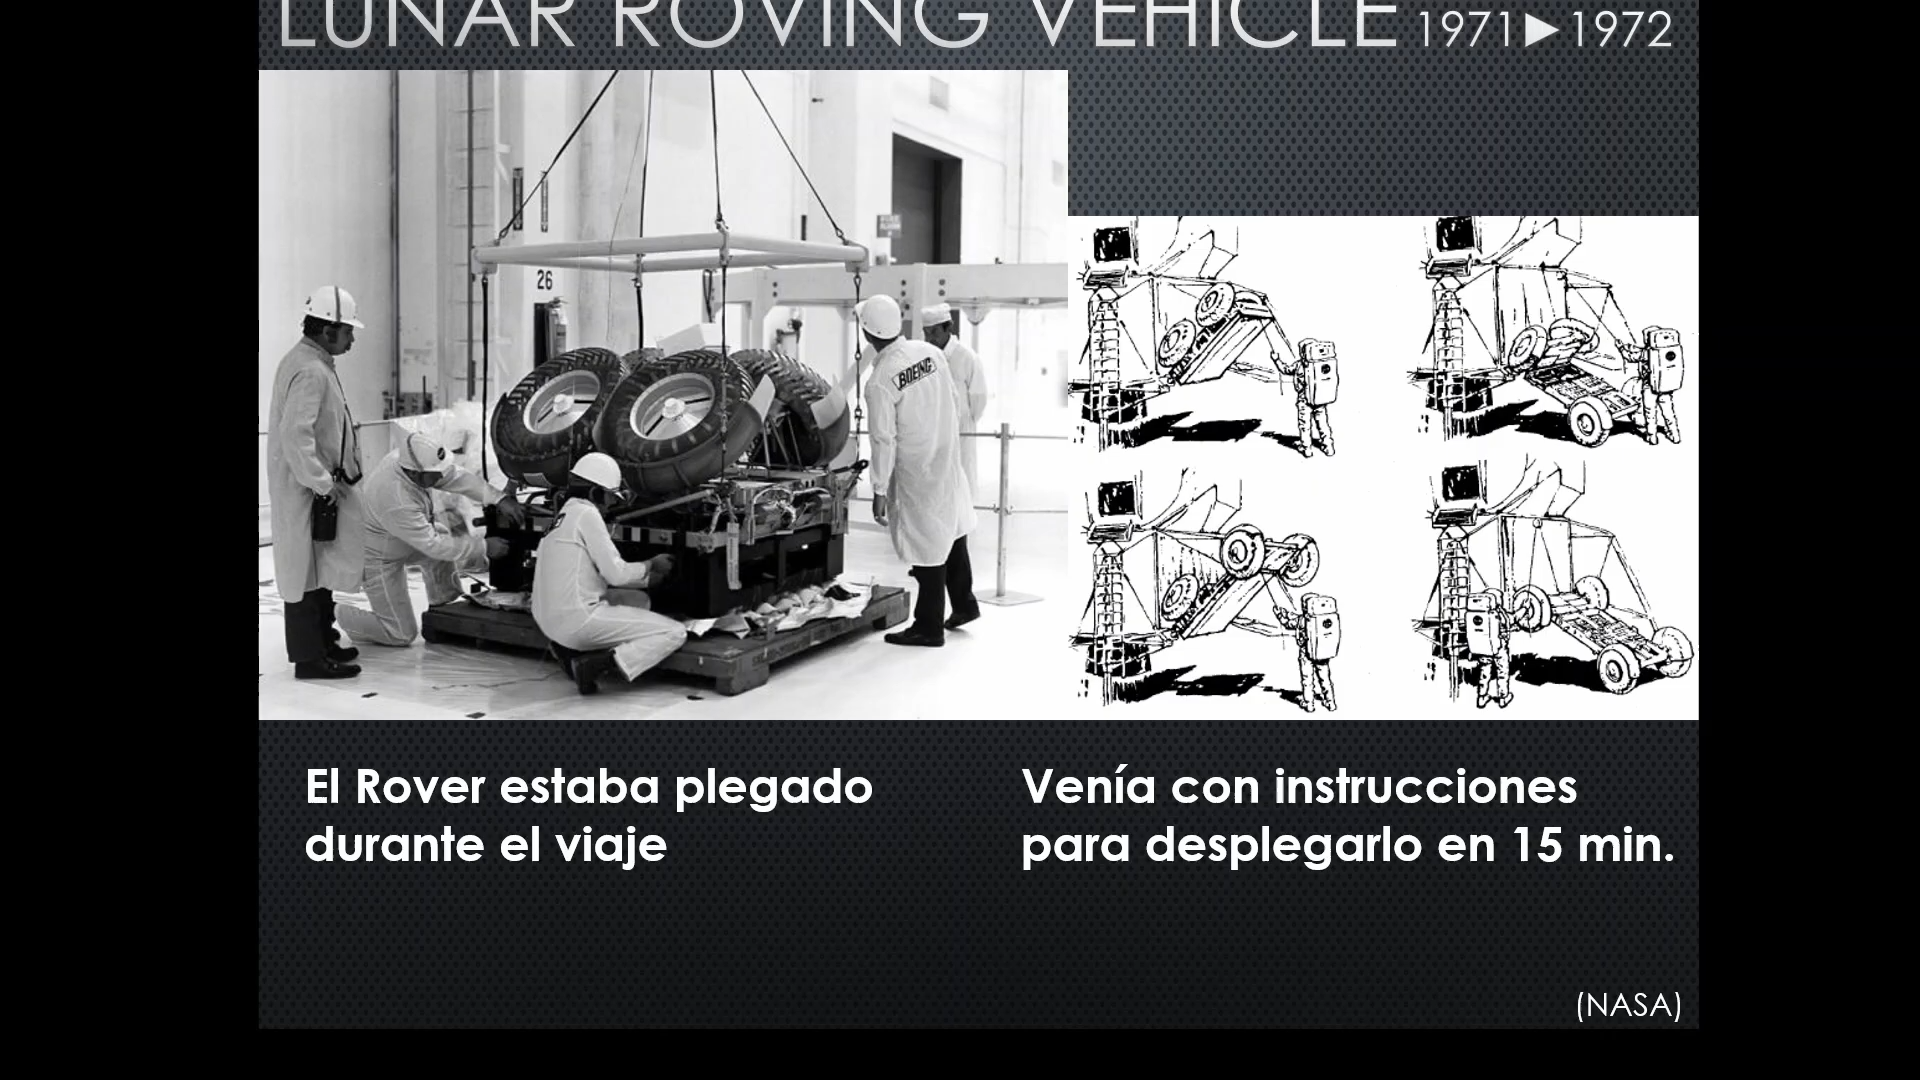 LUNAR ROVING VEHICLE 1971►1972
26
BOEING
El Rover estaba plegado
durante el viaje
Venía con instrucciones
para desplegarlo en 15 min.
(NASA)